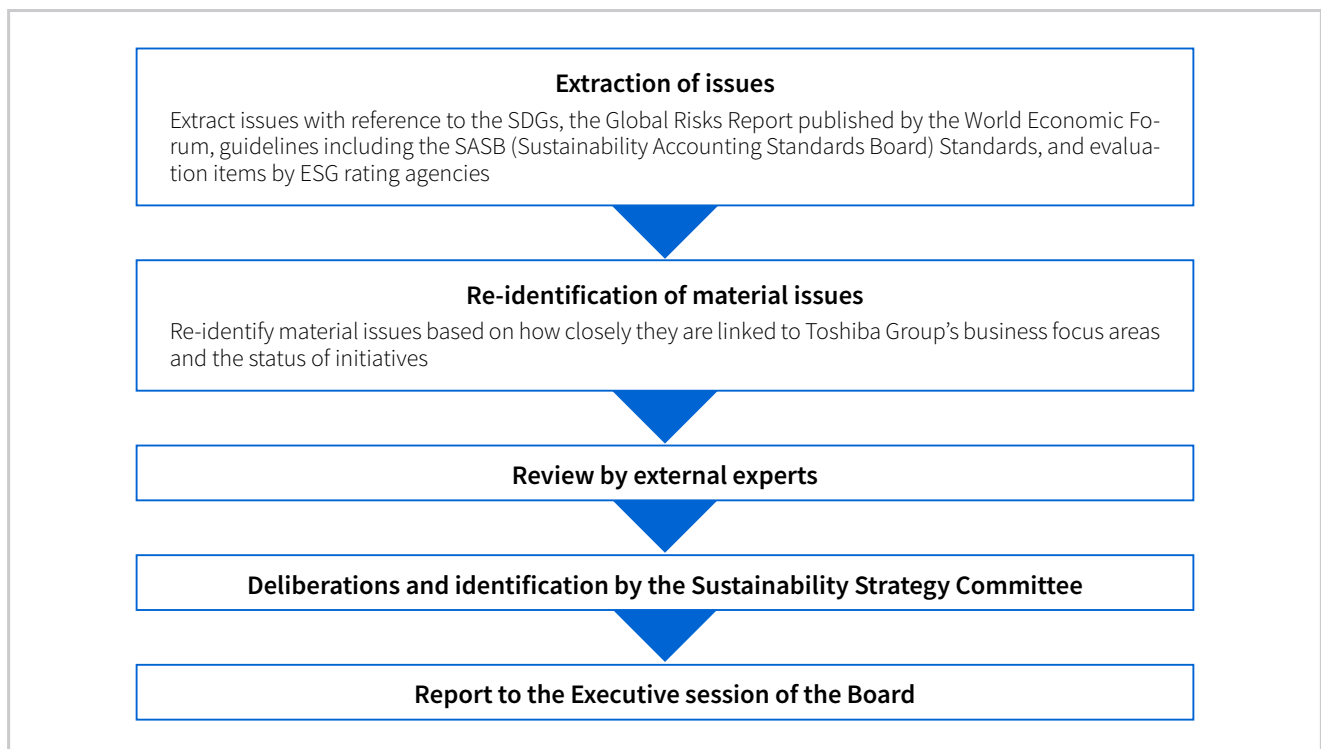 Extraction of issues
Extract issues with reference to the SDGs, the Global Risks Report published by the World Economic Fo-
rum, guidelines including the SASB (Sustainability Accounting Standards Board) Standards, and evalua-
tion items by ESG rating agencies
Re-identification of material issues
Re-identify material issues based on how closely they are linked to Toshiba Group’s business focus areas
and the status of initiatives
Review by external experts
Deliberations and identification by the Sustainability Strategy Committee
Report to the Executive session of the Board